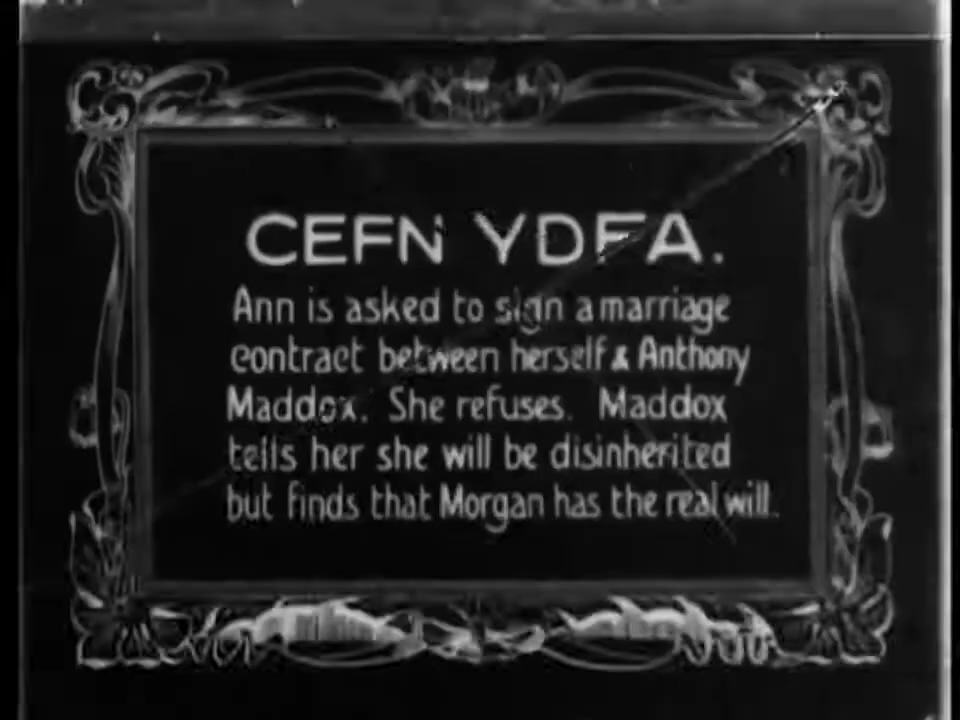 CEFN YDFA.
Ann is asked to sign a marriage
contract between herself & Anthony
Maddox. She refuses. Maddox
tells her she will be disinherited
but finds that Morgan has the real will.